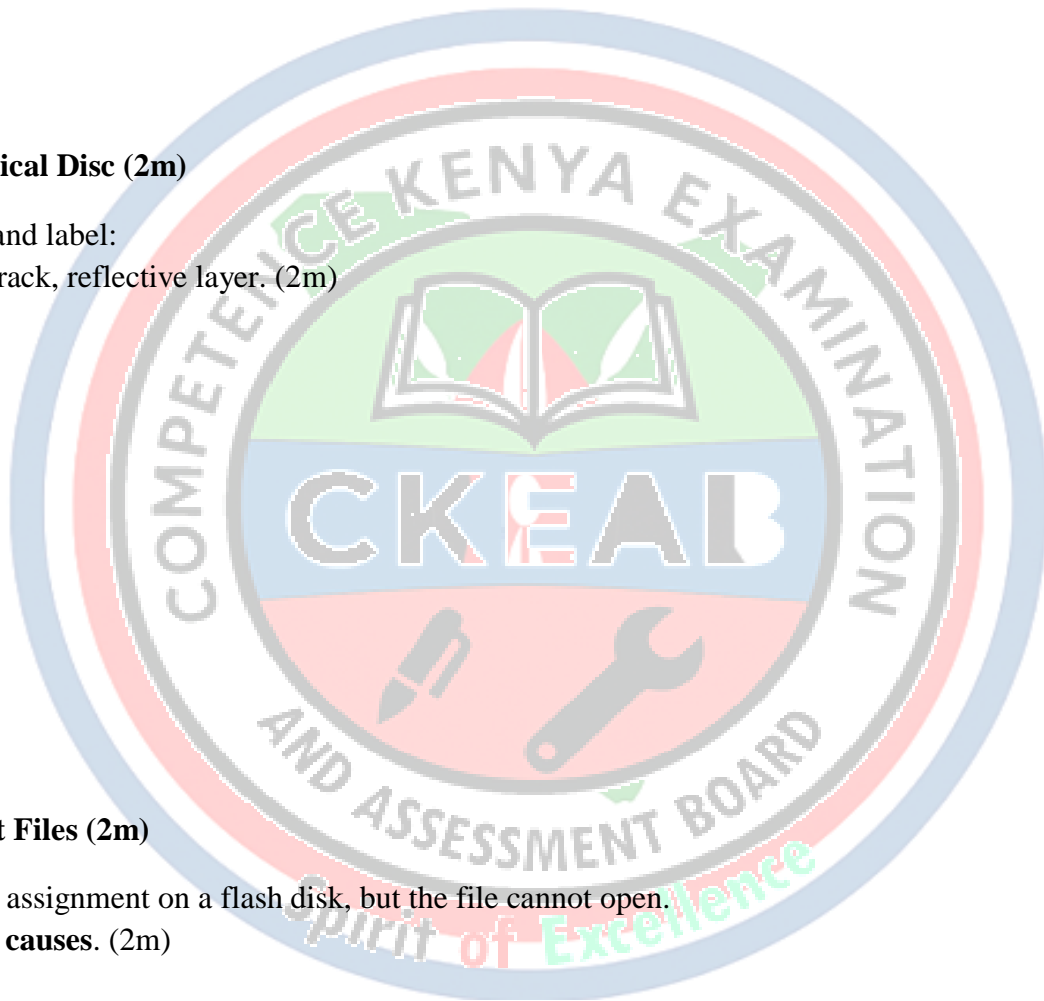 ical Disc (2m)
and label:
rack, reflective layer. (2m)
COMPETENCE KENYA EXAMINATION
CKEAB
AND ASSESSMENT BOARD
t Files (2m)
assignment on a flash disk, but the file cannot open.
Spirit of Excellence
causes. (2m)